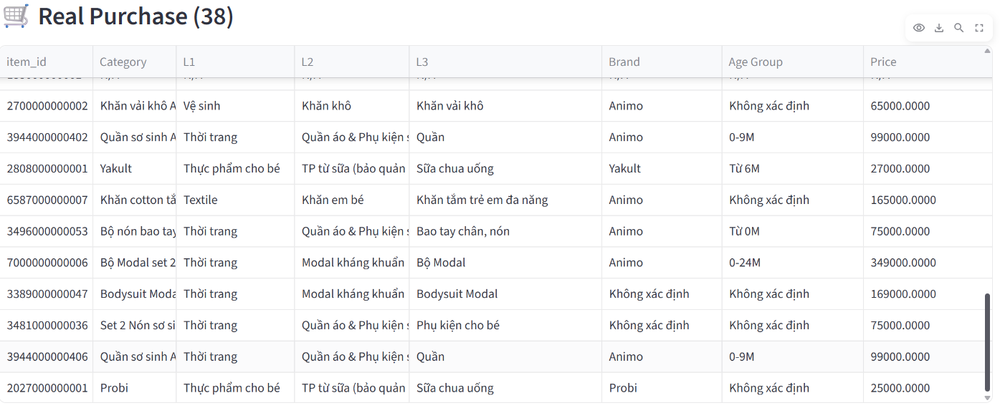 Real Purchase (38)
item_id Category L1 L2 L3 Brand Age Group Price
2700000000002 Khăn vải khô A Vệ sinh Khăn khô Khăn vải khô Animo Không xác định 65000.0000
3944000000402 Quần sơ sinh A Thời trang Quần áo & Phụ kiện s Quần Animo 0-9M 99000.0000
2808000000001 Yakult Thực phẩm cho bé TP từ sữa (bảo quản Sữa chua uống Yakult Từ 6M 27000.0000
6587000000007 Khăn cotton tắ Textile Khăn em bé Khăn tắm trẻ em đa năng Animo Không xác định 165000.0000
3496000000053 Bộ nón bao tay Thời trang Quần áo & Phụ kiện s Bao tay chân, nón Animo Từ 0M 75000.0000
7000000000006 Bộ Modal set 2 Thời trang Modal kháng khuẩn Bộ Modal Animo 0-24M 349000.0000
3389000000047 Bodysuit Moda Thời trang Modal kháng khuẩn Bodysuit Modal Không xác định Không xác định 169000.0000
3481000000036 Set 2 Nón sơ si Thời trang Quần áo & Phụ kiện s Phụ kiện cho bé Không xác định Không xác định 75000.0000
3944000000406 Quần sơ sinh A Thời trang Quần áo & Phụ kiện s Quần Animo 0-9M 99000.0000
2027000000001 Probi Thực phẩm cho bé TP từ sữa (bảo quản Sữa chua uống Probi Không xác định 25000.0000